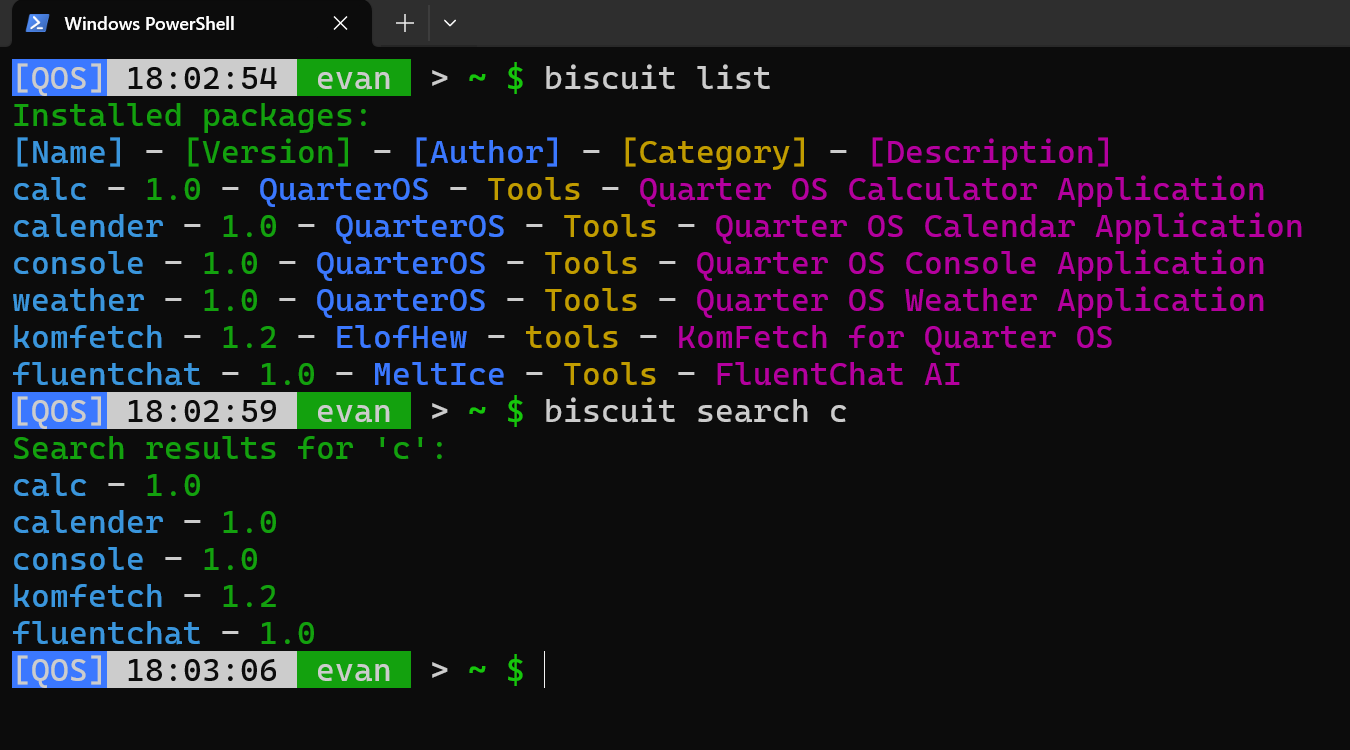 Windows PowerShell
[QOS] 18:02:54 evan > ~ $ biscuit list
Installed packages:
[Name] - [Version] - [Author] - [Category] - [Description]
calc - 1.0 - QuarterOS - Tools - Quarter OS Calculator Application
calender - 1.0 - QuarterOS - Tools - Quarter OS Calendar Application
console - 1.0 - QuarterOS - Tools - Quarter OS Console Application
weather - 1.0 - QuarterOS - Tools - Quarter OS Weather Application
komfetch - 1.2 - ElofHew - tools - KomFetch for Quarter OS
fluentchat - 1.0 - MeltIce - Tools - FluentChat AI
[QOS] 18:02:59 evan > ~ $ biscuit search c
Search results for 'c':
calc - 1.0
calender - 1.0
console - 1.0
komfetch - 1.2
fluentchat - 1.0
[QOS] 18:03:06 evan > ~ $